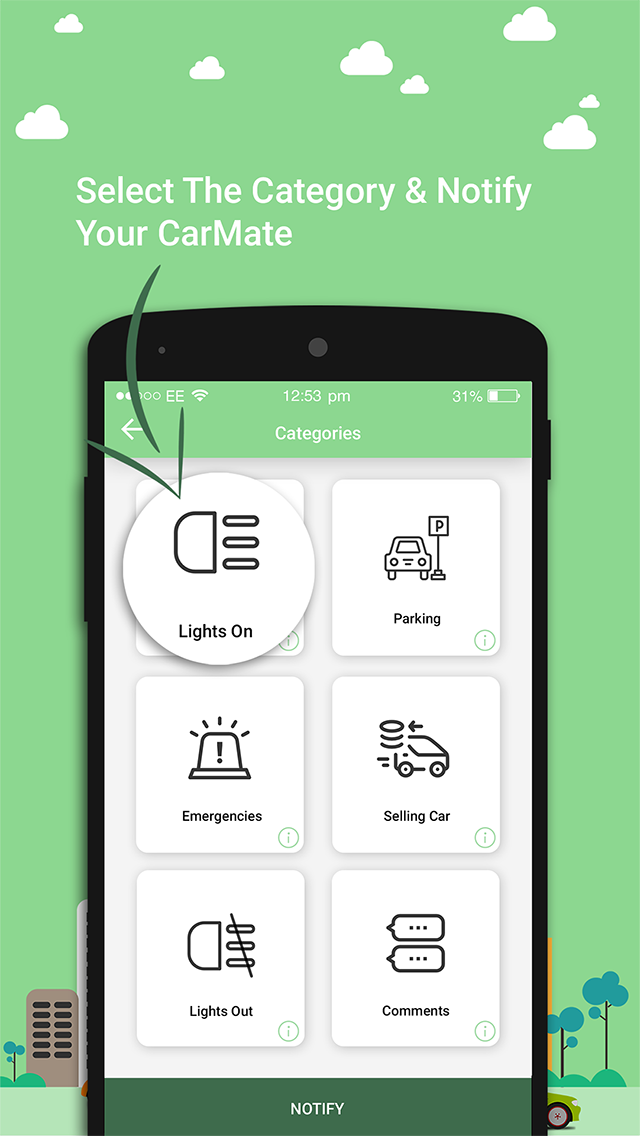 Select The Category & Notify
Your CarMate
EE 12:53 pm 31%
Categories
Lights On
P
Parking
Emergencies
Selling Car
Lights Out
Comments
NOTIFY